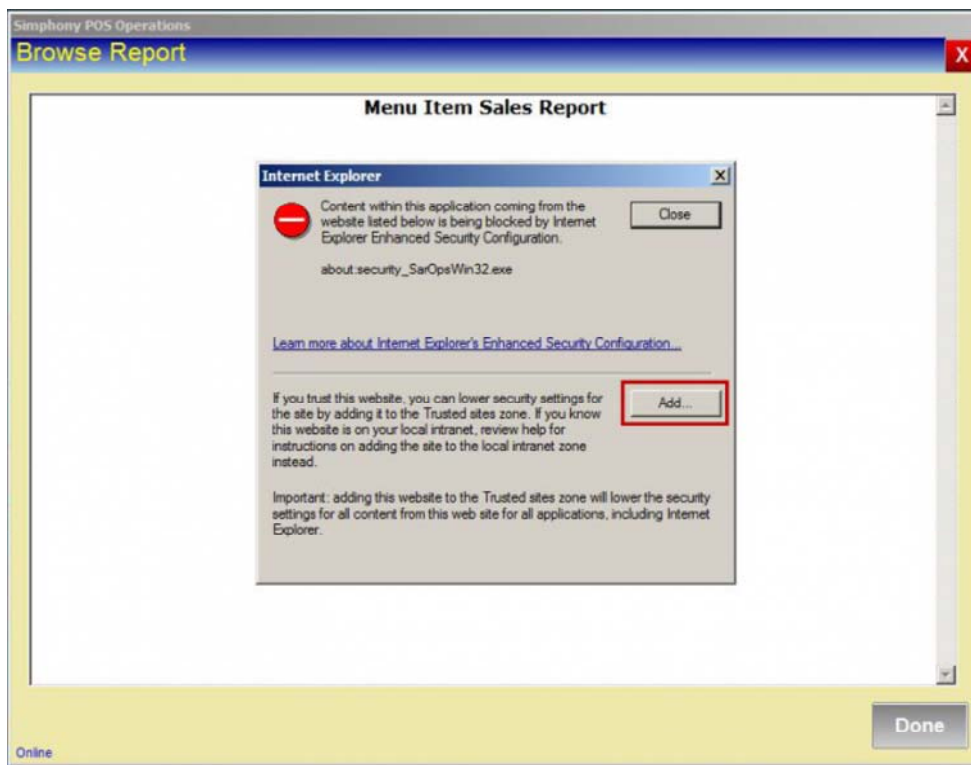 Simphony POS Operations
Browse Report
X
Menu Item Sales Report
Internet Explorer
Content within this application coming from the
website listed below is being blocked by Internet
Explorer Enhanced Security Configuration.
Close
about:security_SarOpsWin32.exe
Learn more about Internet Explorer's Enhanced Security Configuration...
If you trust this website, you can lower security settings for
the site by adding it to the Trusted sites zone. If you know
this website is on your local intranet, review help for
instructions on adding the site to the local intranet zone
instead.
Add...
Important: adding this website to the Trusted sites zone will lower the security
settings for all content from this web site for all applications, including Internet
Explorer.
Done
Online